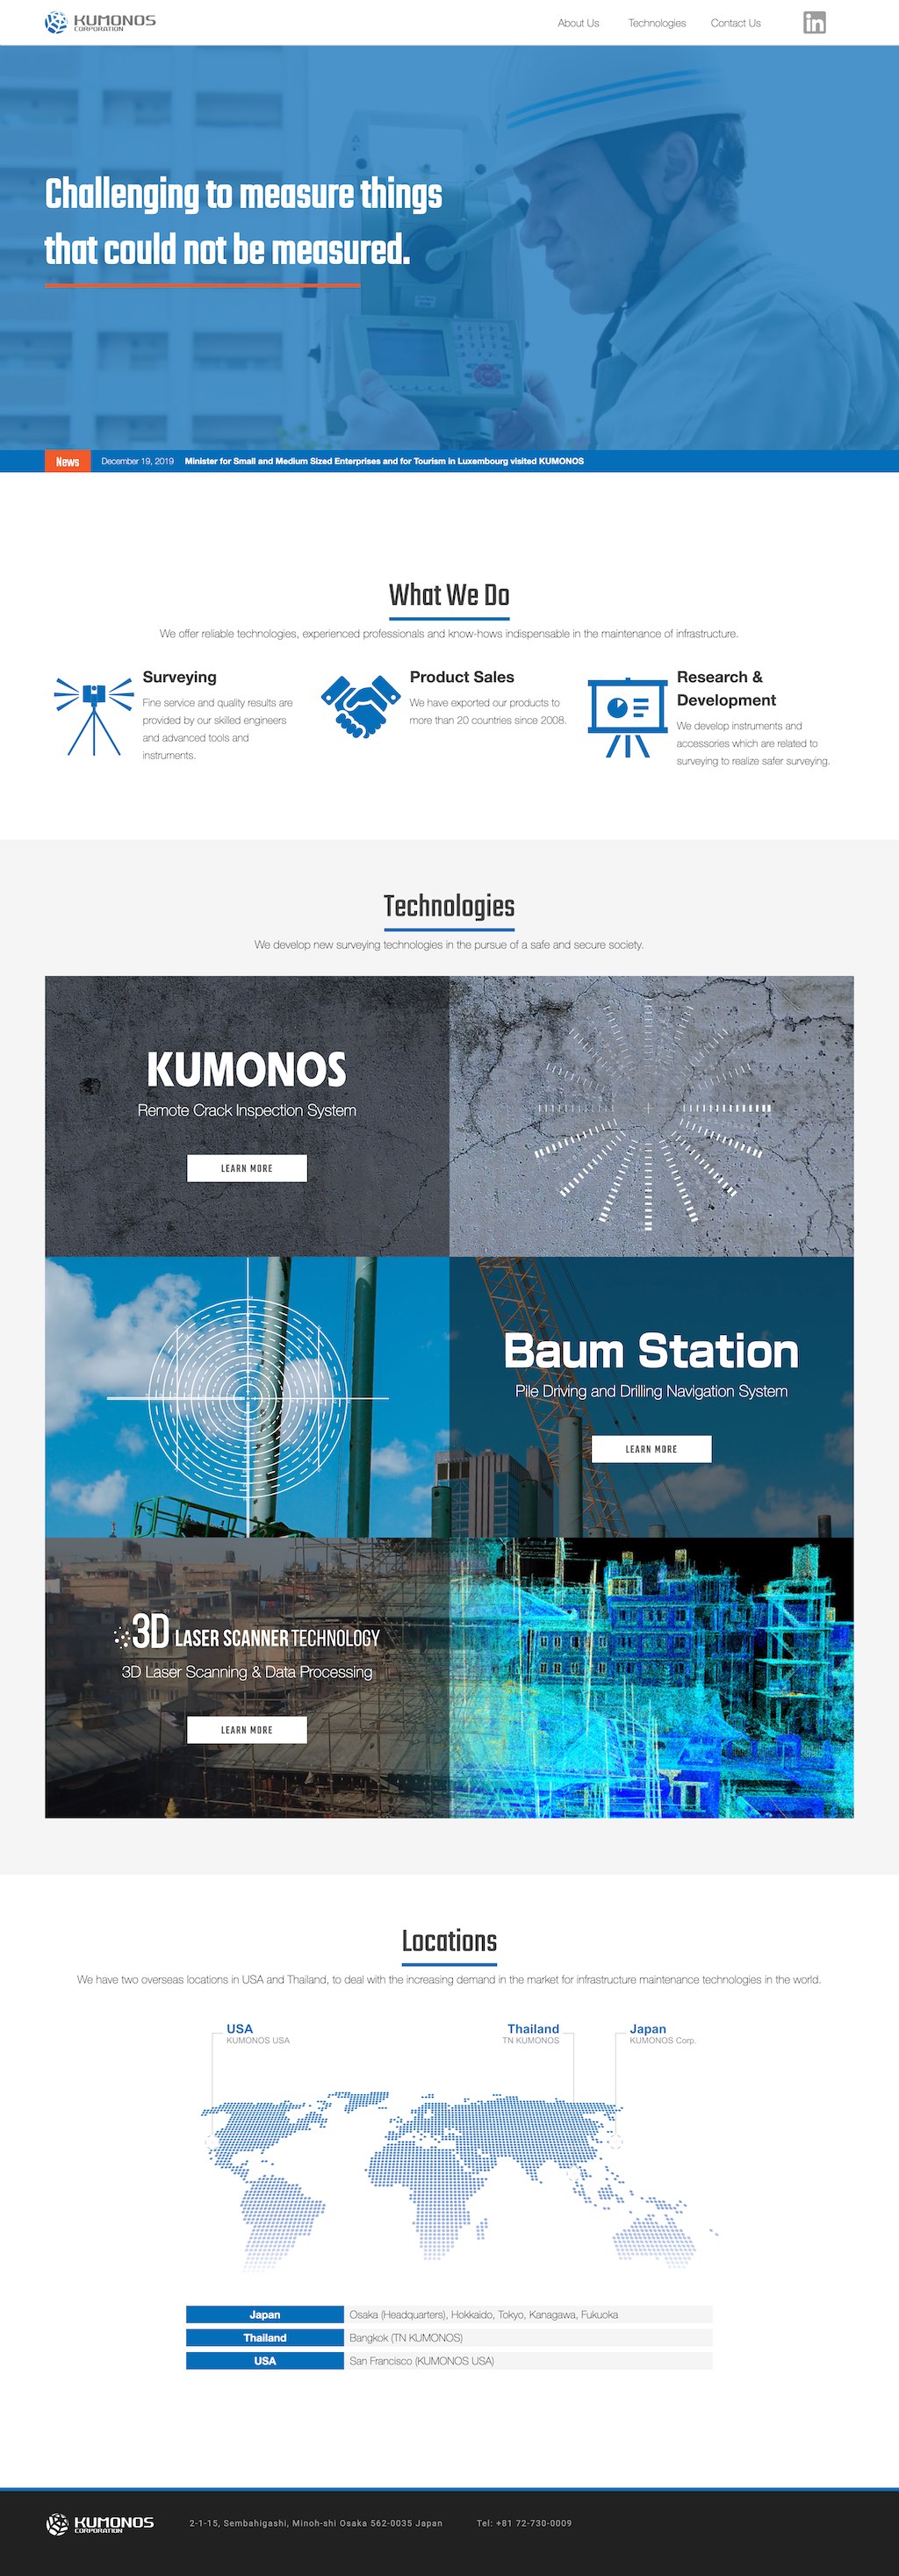 KUMONOS
CORPORATION
About Us
Technologies
Contact Us
in
Challenging to measure things
that could not be measured.
News
December 19, 2019
Minister for Small and Medium Sized Enterprises and for Tourism in Luxembourg visited KUMONOS
What We Do
We offer reliable technologies, experienced professionals and know-hows indispensable in the maintenance of infrastructure.
Surveying
Fine service and quality results are
provided by our skilled engineers
and advanced tools and
instruments.
Product Sales
We have exported our products to
more than 20 countries since 2008.
Research &
Development
We develop instruments and
accessories which are related to
surveying to realize safer surveying.
Technologies
We develop new surveying technologies in the pursue of a safe and secure society.
KUMONOS
Remote Crack Inspection System
LEARN MORE
Baum Station
Pile Driving and Drilling Navigation System
LEARN MORE
3D LASER SCANNER TECHNOLOGY
3D Laser Scanning & Data Processing
LEARN MORE
Locations
We have two overseas locations in USA and Thailand, to deal with the increasing demand in the market for infrastructure maintenance technologies in the world.
USA
KUMONOS USA
Thailand
TN KUMONOS
Japan
KUMONOS Corp.
Japan
Osaka (Headquarters), Hokkaido, Tokyo, Kanagawa, Fukuoka
Thailand
Bangkok (TN KUMONOS)
USA
San Francisco (KUMONOS USA)
KUMONOS
CORPORATION
2-1-15, Sembahigashi, Minoh-shi Osaka 562-0035 Japan
Tel: +81 72-730-0009